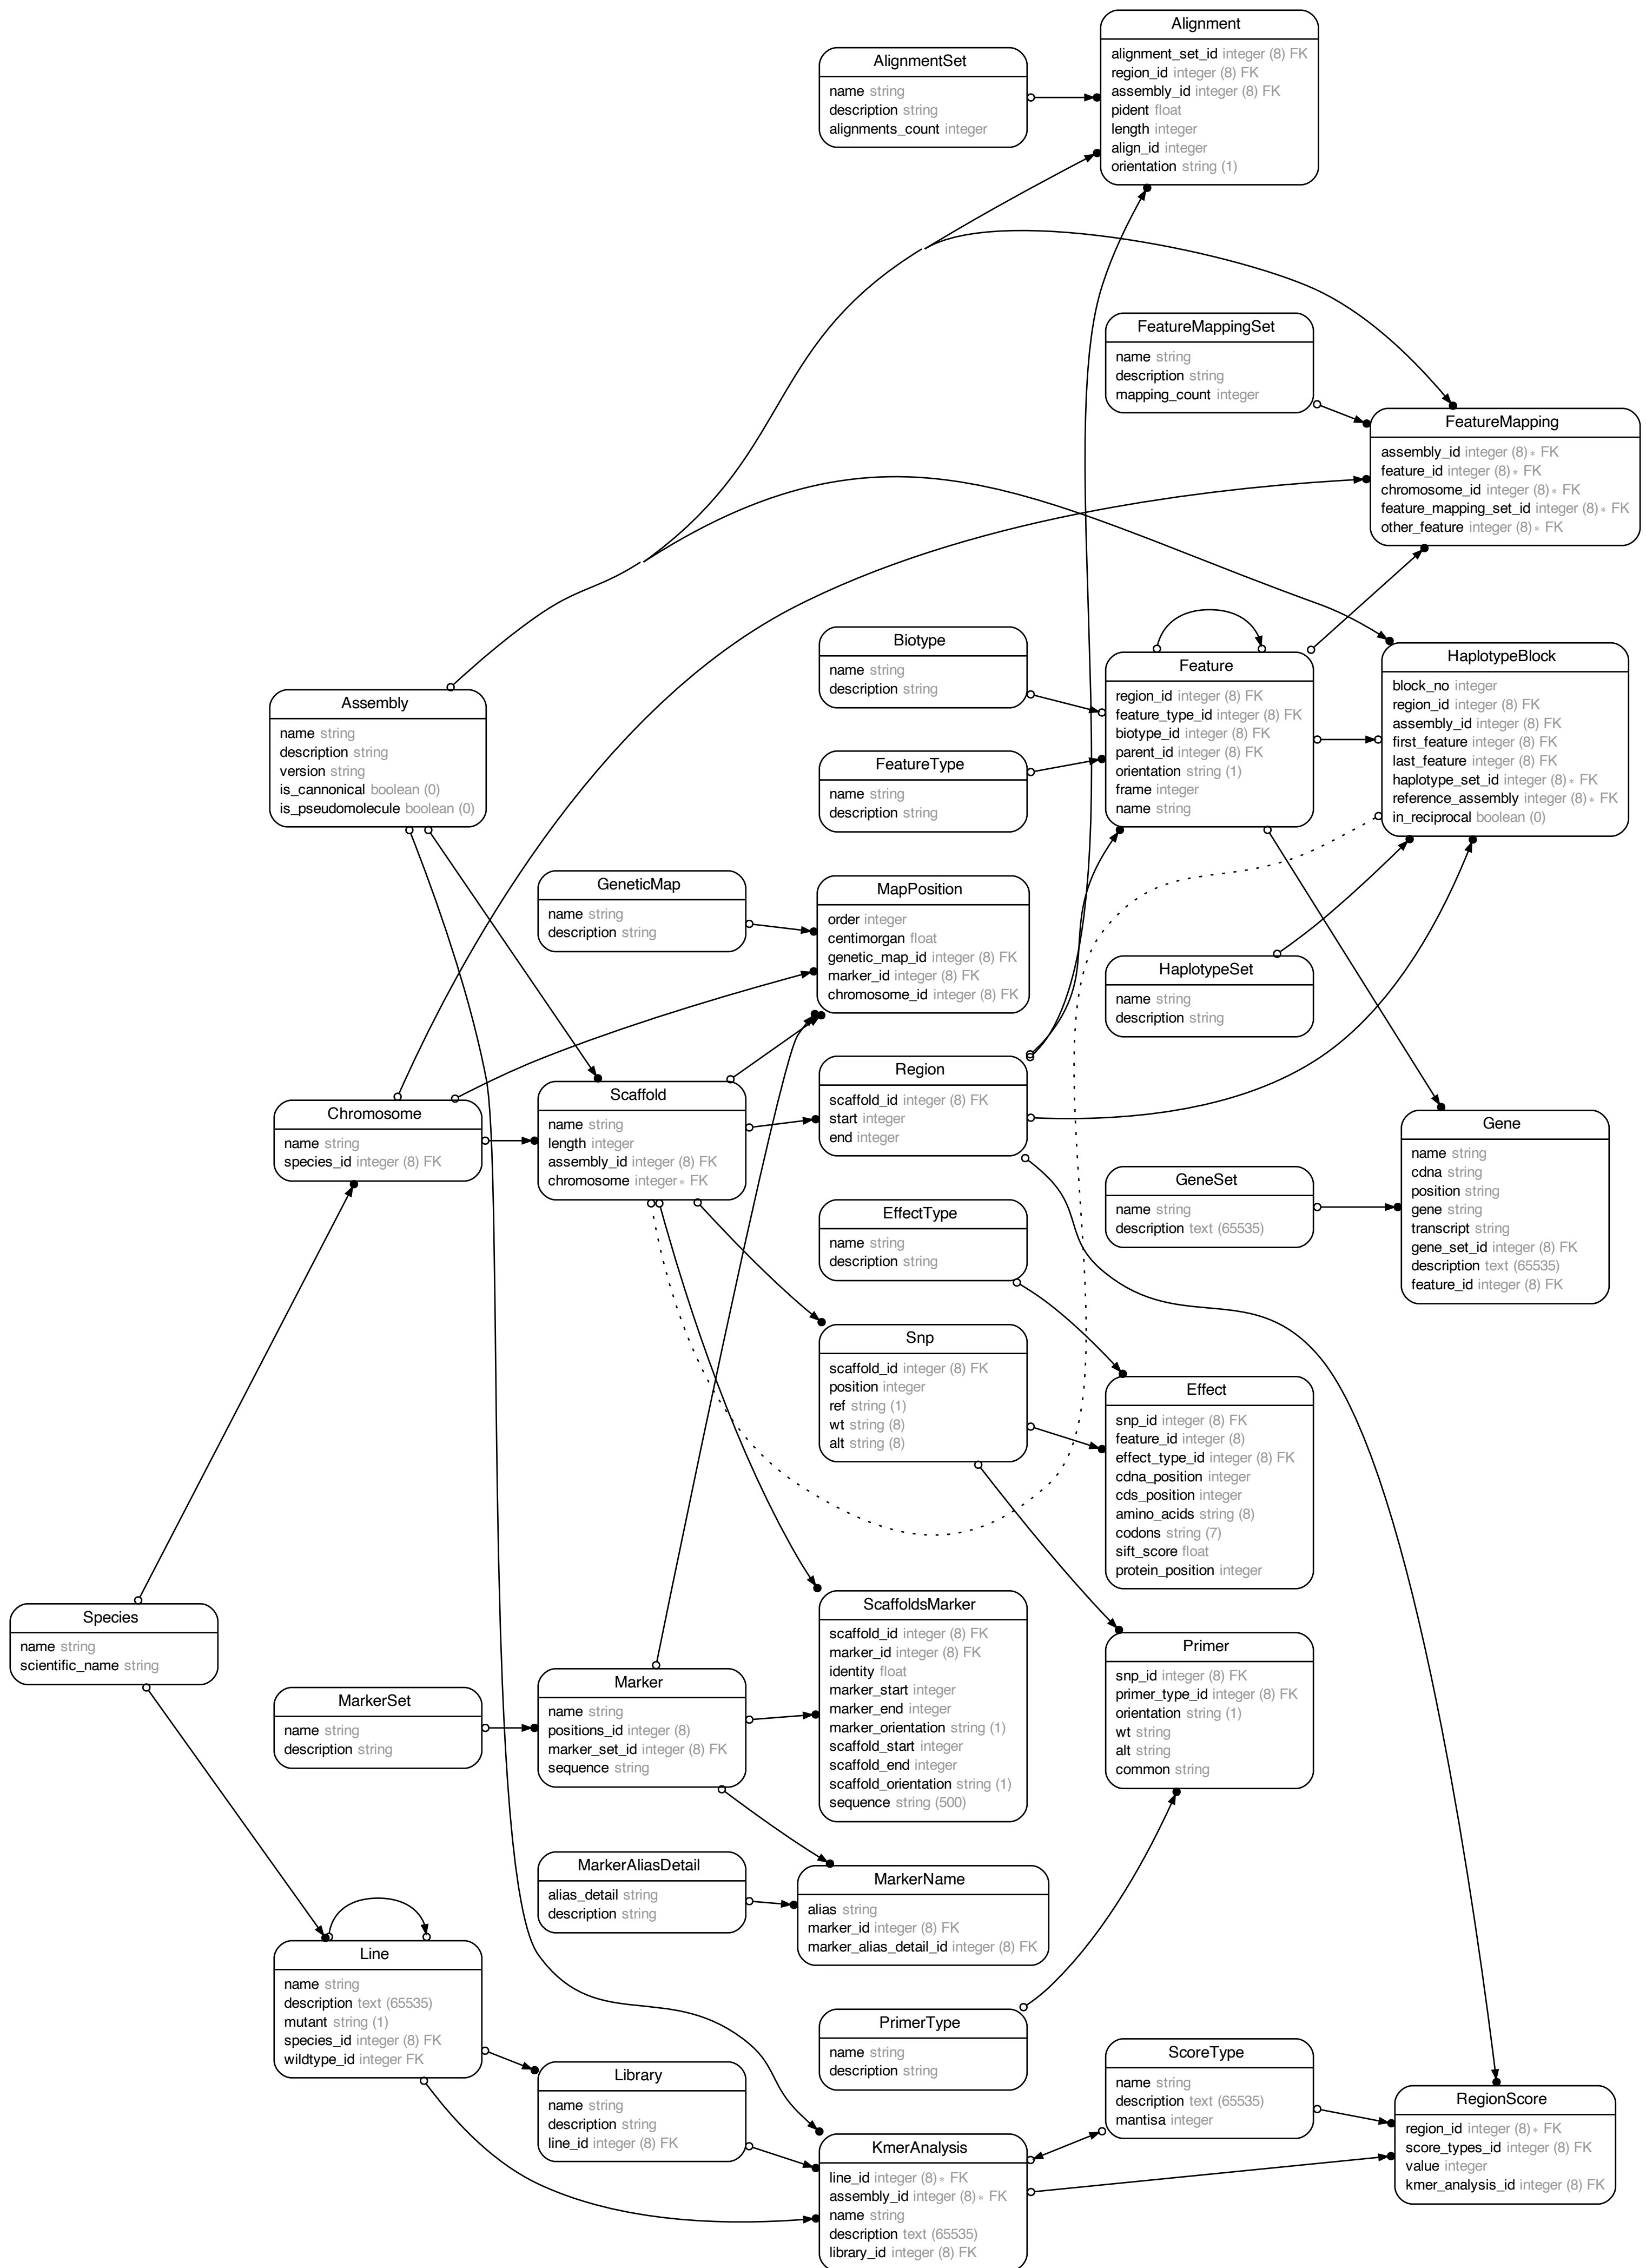 Alignment
alignment_set_id integer (8) FK
region_id integer (8) FK
assembly_id integer (8) FK
pident float
length integer
align_id integer
orientation string (1)
AlignmentSet
name string
description string
alignments_count integer
FeatureMappingSet
name string
description string
mapping_count integer
FeatureMapping
assembly_id integer (8)∗ FK
feature_id integer (8)∗ FK
chromosome_id integer (8)∗ FK
feature_mapping_set_id integer (8)∗ FK
other_feature integer (8)∗ FK
Biotype
name string
description string
Feature
region_id integer (8) FK
feature_type_id integer (8) FK
biotype_id integer (8) FK
parent_id integer (8) FK
orientation string (1)
frame integer
name string
HaplotypeBlock
block_no integer
region_id integer (8) FK
assembly_id integer (8) FK
first_feature integer (8) FK
last_feature integer (8) FK
haplotype_set_id integer (8)∗ FK
reference_assembly integer (8)∗ FK
in_reciprocal boolean (0)
Assembly
name string
description string
version string
is_cannonical boolean (0)
is_pseudomolecule boolean (0)
FeatureType
name string
description string
GeneticMap
name string
description string
MapPosition
order integer
centimorgan float
genetic_map_id integer (8) FK
marker_id integer (8) FK
chromosome_id integer (8) FK
HaplotypeSet
name string
description string
Chromosome
name string
species_id integer (8) FK
Scaffold
name string
length integer
assembly_id integer (8) FK
chromosome integer∗ FK
Region
scaffold_id integer (8) FK
start integer
end integer
Gene
name string
cdna string
position string
gene string
transcript string
gene_set_id integer (8) FK
description text (65535)
feature_id integer (8) FK
GeneSet
name string
description text (65535)
EffectType
name string
description string
Snp
scaffold_id integer (8) FK
position integer
ref string (1)
wt string (8)
alt string (8)
Effect
snp_id integer (8) FK
feature_id integer (8)
effect_type_id integer (8) FK
cdna_position integer
cds_position integer
amino_acids string (8)
codons string (7)
sift_score float
protein_position integer
Species
name string
scientific_name string
MarkerSet
name string
description string
Marker
name string
positions_id integer (8)
marker_set_id integer (8) FK
sequence string
ScaffoldsMarker
scaffold_id integer (8) FK
marker_id integer (8) FK
identity float
marker_start integer
marker_end integer
marker_orientation string (1)
scaffold_start integer
scaffold_end integer
scaffold_orientation string (1)
sequence string (500)
Primer
snp_id integer (8) FK
primer_type_id integer (8) FK
orientation string (1)
wt string
alt string
common string
MarkerAliasDetail
alias_detail string
description string
MarkerName
alias string
marker_id integer (8) FK
marker_alias_detail_id integer (8) FK
Line
name string
description text (65535)
mutant string (1)
species_id integer (8) FK
wildtype_id integer FK
PrimerType
name string
description string
Library
name string
description string
line_id integer (8) FK
ScoreType
name string
description text (65535)
mantisa integer
KmerAnalysis
line_id integer (8)∗ FK
assembly_id integer (8)∗ FK
name string
description text (65535)
library_id integer (8) FK
RegionScore
region_id integer (8)∗ FK
score_types_id integer (8) FK
value integer
kmer_analysis_id integer (8) FK